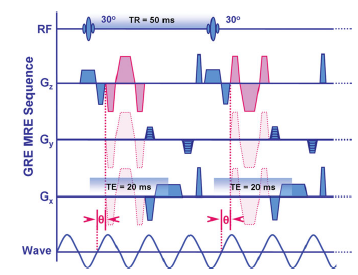 GRE MRE Sequence
RF
30°
TR = 50 ms
30°
Gz
Gy
Gx
TE = 20 ms
TE = 20 ms
θ
θ
Wave